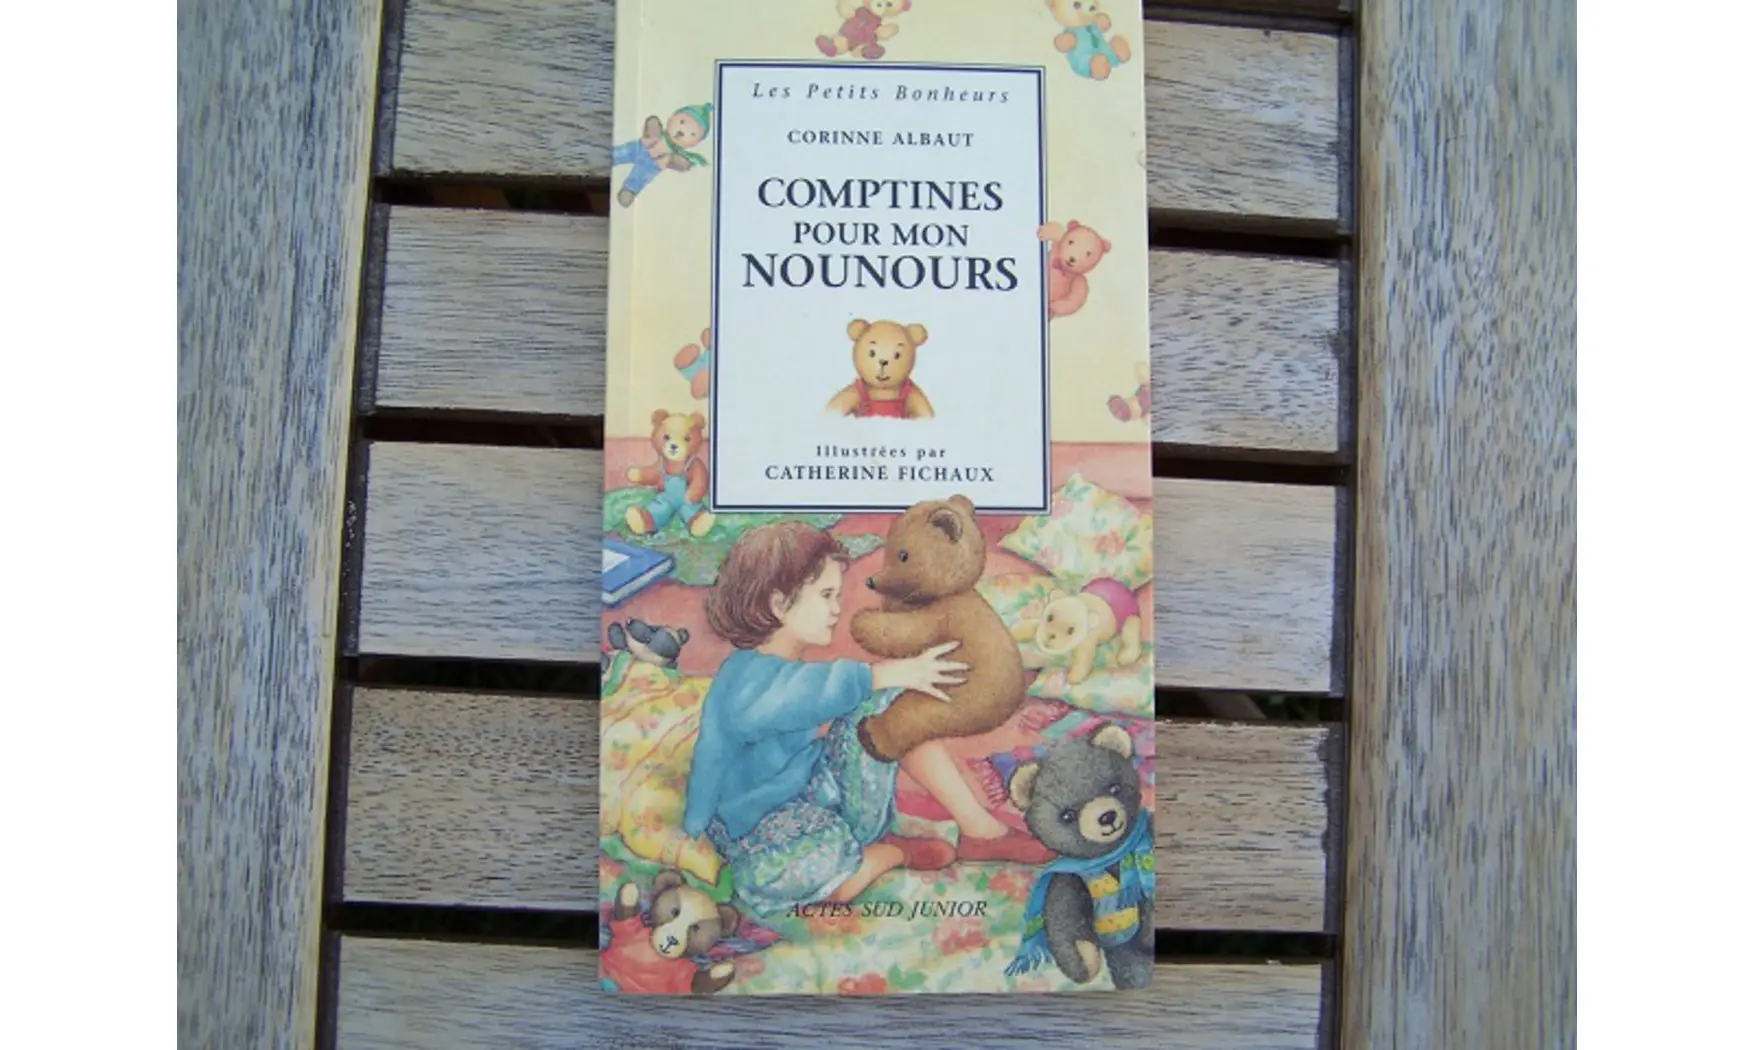 Les Petits Bonheurs
CORINNE ALBAUT
COMPTINES
POUR MON
NOUNOURS
Illustrées par
CATHERINE FICHAUX
ACTES SUD JUNIOR